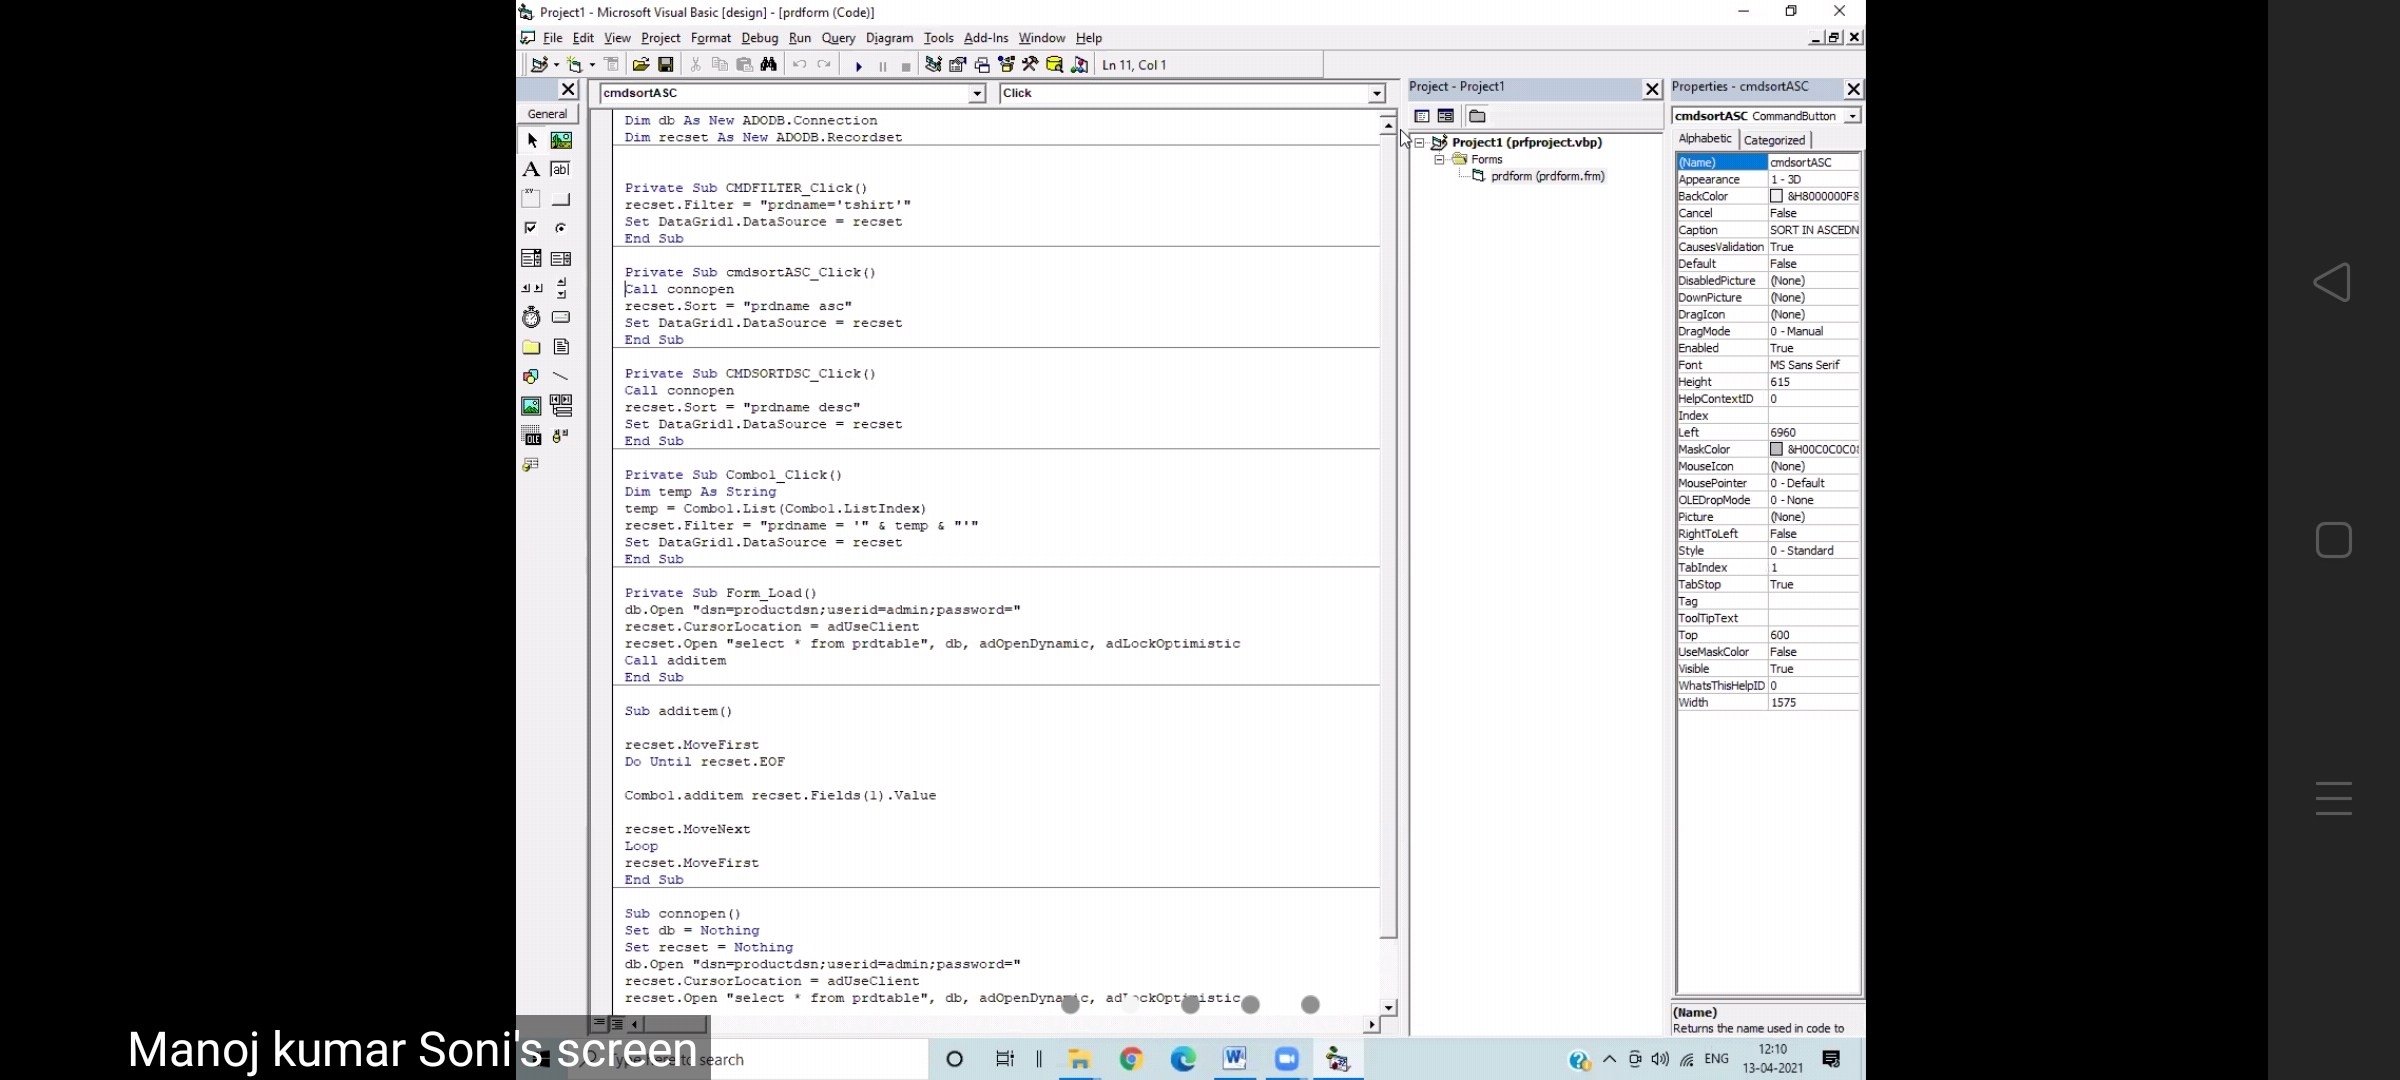 Project1 - Microsoft Visual Basic [design] - [prdform (Code)]
File Edit View Project Format Debug Run Query Diagram Tools Add-Ins Window Help
Ln 11, Col 1
General
cmdsortASC
Click
Dim db As New ADODB.Connection
Dim recset As New ADODB.Recordset
Private Sub CMDFILTER_Click()
recset.Filter = "prdname='tshirt'"
Set DataGrid1.DataSource = recset
End Sub
Private Sub cmdsortASC_Click()
Call connopen
recset.Sort = "prdname asc"
Set DataGrid1.DataSource = recset
End Sub
Private Sub CMDSORTDSC_Click()
Call connopen
recset.Sort = "prdname desc"
Set DataGrid1.DataSource = recset
End Sub
Private Sub Combo1_Click()
Dim temp As String
temp = Combo1.List(Combo1.ListIndex)
recset.Filter = "prdname = '" & temp & "'"
Set DataGrid1.DataSource = recset
End Sub
Private Sub Form_Load()
db.Open "dsn=productdsn;userid=admin;password="
recset.CursorLocation = adUseClient
recset.Open "select * from prdtable", db, adOpenDynamic, adLockOptimistic
Call additem
End Sub
Sub additem()
recset.MoveFirst
Do Until recset.EOF
Combo1.additem recset.Fields(1).Value
recset.MoveNext
Loop
recset.MoveFirst
End Sub
Sub connopen()
Set db = Nothing
Set recset = Nothing
db.Open "dsn=productdsn;userid=admin;password="
recset.CursorLocation = adUseClient
recset.Open "select * from prdtable", db, adOpenDynamic, adLockOptimistic
Project - Project1
Project1 (prfproject.vbp)
Forms
prdform (prdform.frm)
Properties - cmdsortASC
cmdsortASC CommandButton
Alphabetic Categorized
(Name) cmdsortASC
Appearance 1 - 3D
BackColor &H8000000F&
Cancel False
Caption SORT IN ASCEDN
CausesValidation True
Default False
DisabledPicture (None)
DownPicture (None)
DragIcon (None)
DragMode 0 - Manual
Enabled True
Font MS Sans Serif
Height 615
HelpContextID 0
Index
Left 6960
MaskColor &H00C0C0C0&
MouseIcon (None)
MousePointer 0 - Default
OLEDropMode 0 - None
Picture (None)
RightToLeft False
Style 0 - Standard
TabIndex 1
TabStop True
Tag
ToolTipText
Top 600
UseMaskColor False
Visible True
WhatsThisHelpID 0
Width 1575
(Name)
Returns the name used in code to
Manoj kumar Soni's screen
Type here to search
ENG
12:10
13-04-2021